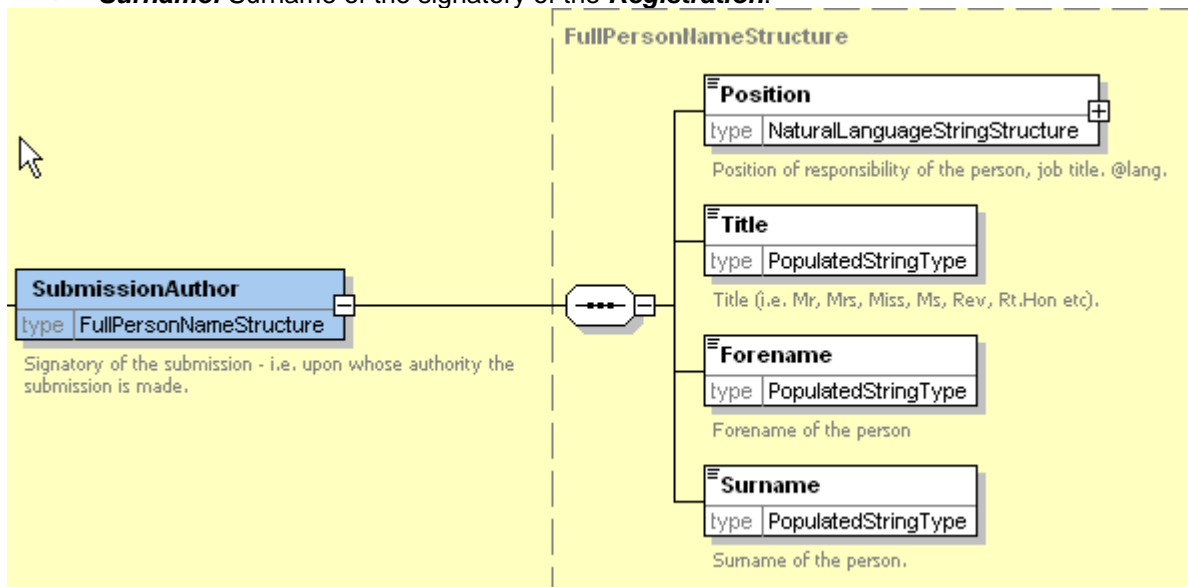 Surname: Surname of the signatory of the Registration.
FullPersonNameStructure
Position
type NaturalLanguageStringStructure
Position of responsibility of the person, job title. @lang.
Title
type PopulatedStringType
Title (i.e. Mr, Mrs, Miss, Ms, Rev, Rt.Hon etc).
SubmissionAuthor
type FullPersonNameStructure
Signatory of the submission - i.e. upon whose authority the
submission is made.
Forename
type PopulatedStringType
Forename of the person
Surname
type PopulatedStringType
Surname of the person.